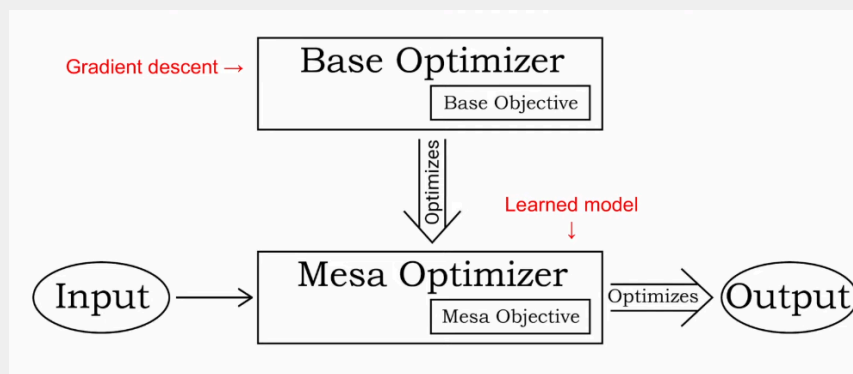 Gradient descent →
Base Optimizer
Base Objective
Optimizes
Learned model
↓
Input
Mesa Optimizer
Mesa Objective
Optimizes
Output